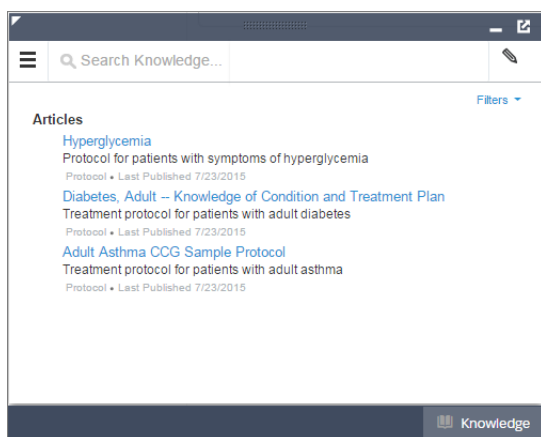 Search Knowledge...
Filters
Articles
Hyperglycemia
Protocol for patients with symptoms of hyperglycemia
Protocol • Last Published 7/23/2015
Diabetes, Adult -- Knowledge of Condition and Treatment Plan
Treatment protocol for patients with adult diabetes
Protocol • Last Published 7/23/2015
Adult Asthma CCG Sample Protocol
Treatment protocol for patients with adult asthma
Protocol • Last Published 7/23/2015
Knowledge